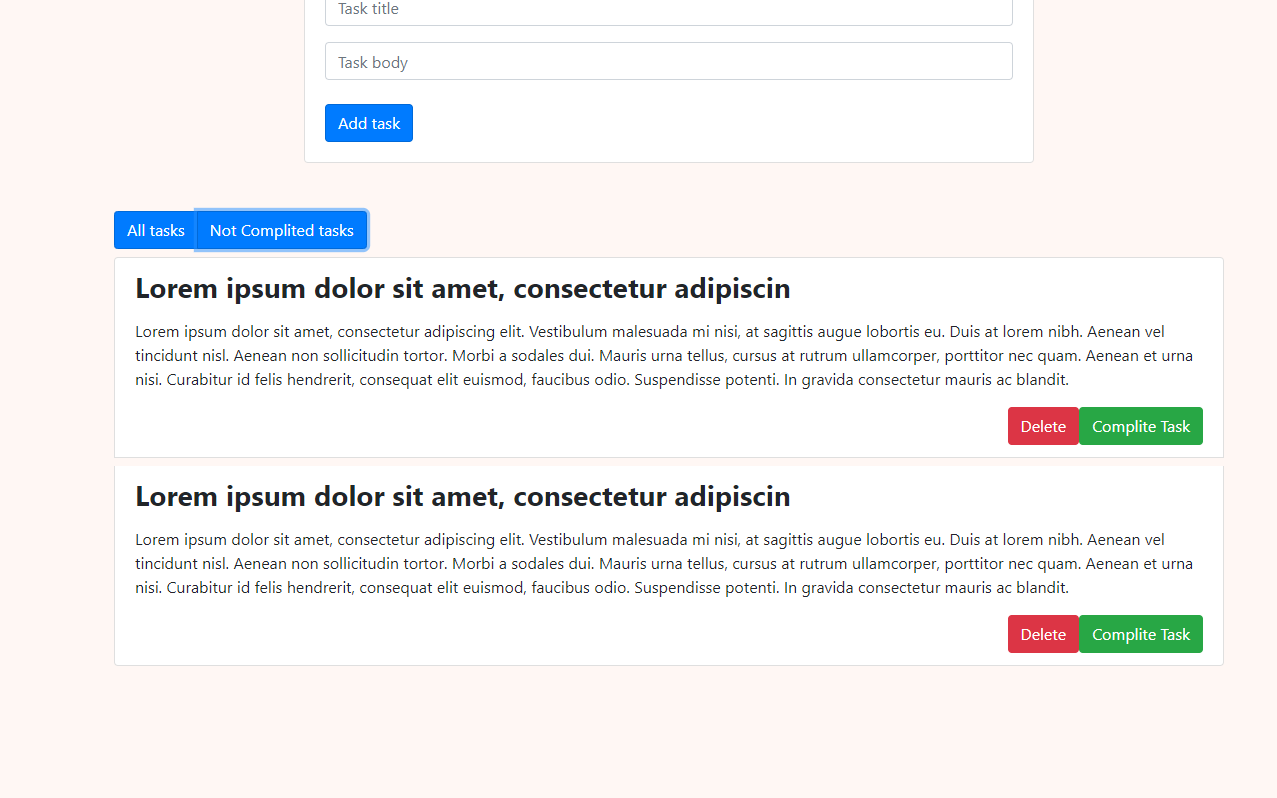 Task title
Task body
Add task
All tasks Not Complited tasks
Lorem ipsum dolor sit amet, consectetur adipiscin
Lorem ipsum dolor sit amet, consectetur adipiscing elit. Vestibulum malesuada mi nisi, at sagittis augue lobortis eu. Duis at lorem nibh. Aenean vel
tincidunt nisl. Aenean non sollicitudin tortor. Morbi a sodales dui. Mauris urna tellus, cursus at rutrum ullamcorper, porttitor nec quam. Aenean et urna
nisi. Curabitur id felis hendrerit, consequat elit euismod, faucibus odio. Suspendisse potenti. In gravida consectetur mauris ac blandit.
Delete Complite Task
Lorem ipsum dolor sit amet, consectetur adipiscin
Lorem ipsum dolor sit amet, consectetur adipiscing elit. Vestibulum malesuada mi nisi, at sagittis augue lobortis eu. Duis at lorem nibh. Aenean vel
tincidunt nisl. Aenean non sollicitudin tortor. Morbi a sodales dui. Mauris urna tellus, cursus at rutrum ullamcorper, porttitor nec quam. Aenean et urna
nisi. Curabitur id felis hendrerit, consequat elit euismod, faucibus odio. Suspendisse potenti. In gravida consectetur mauris ac blandit.
Delete Complite Task